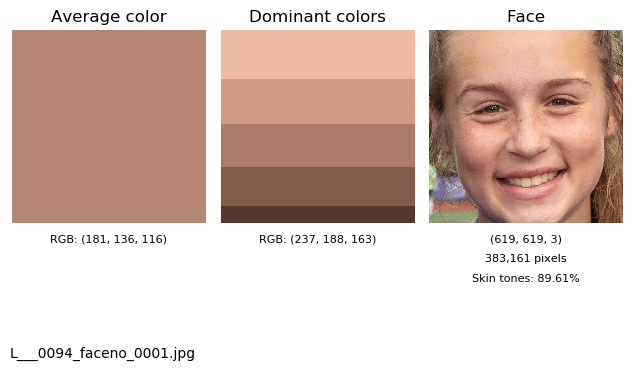 Average color
Dominant colors
Face
RGB: (181, 136, 116)
RGB: (237, 188, 163)
(619, 619, 3)
383,161 pixels
Skin tones: 89.61%
L___0094_faceno_0001.jpg